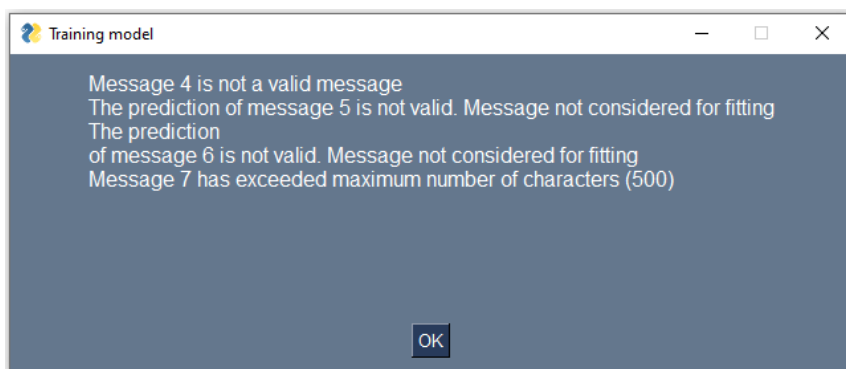 Training model
Message 4 is not a valid message
The prediction of message 5 is not valid. Message not considered for fitting
The prediction
of message 6 is not valid. Message not considered for fitting
Message 7 has exceeded maximum number of characters (500)
OK